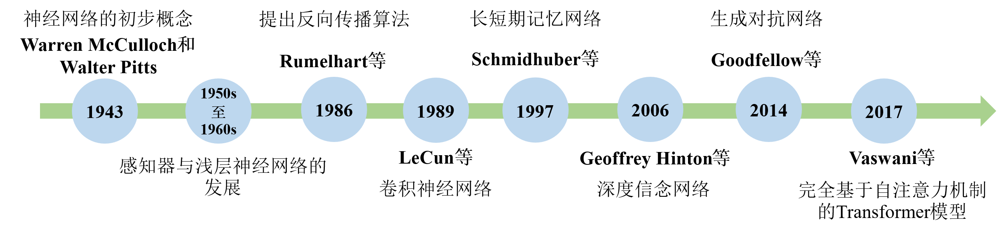 神经网络的初步概念
Warren McCulloch和
Walter Pitts
1943
1950s
至
1960s
感知器与浅层神经网络的
发展
提出反向传播算法
Rumelhart等
1986
1989
LeCun等
卷积神经网络
长短期记忆网络
Schmidhuber等
1997
2006
Geoffrey Hinton等
深度信念网络
生成对抗网络
Goodfellow等
2014
2017
Vaswani等
完全基于自注意力机制
的Transformer模型